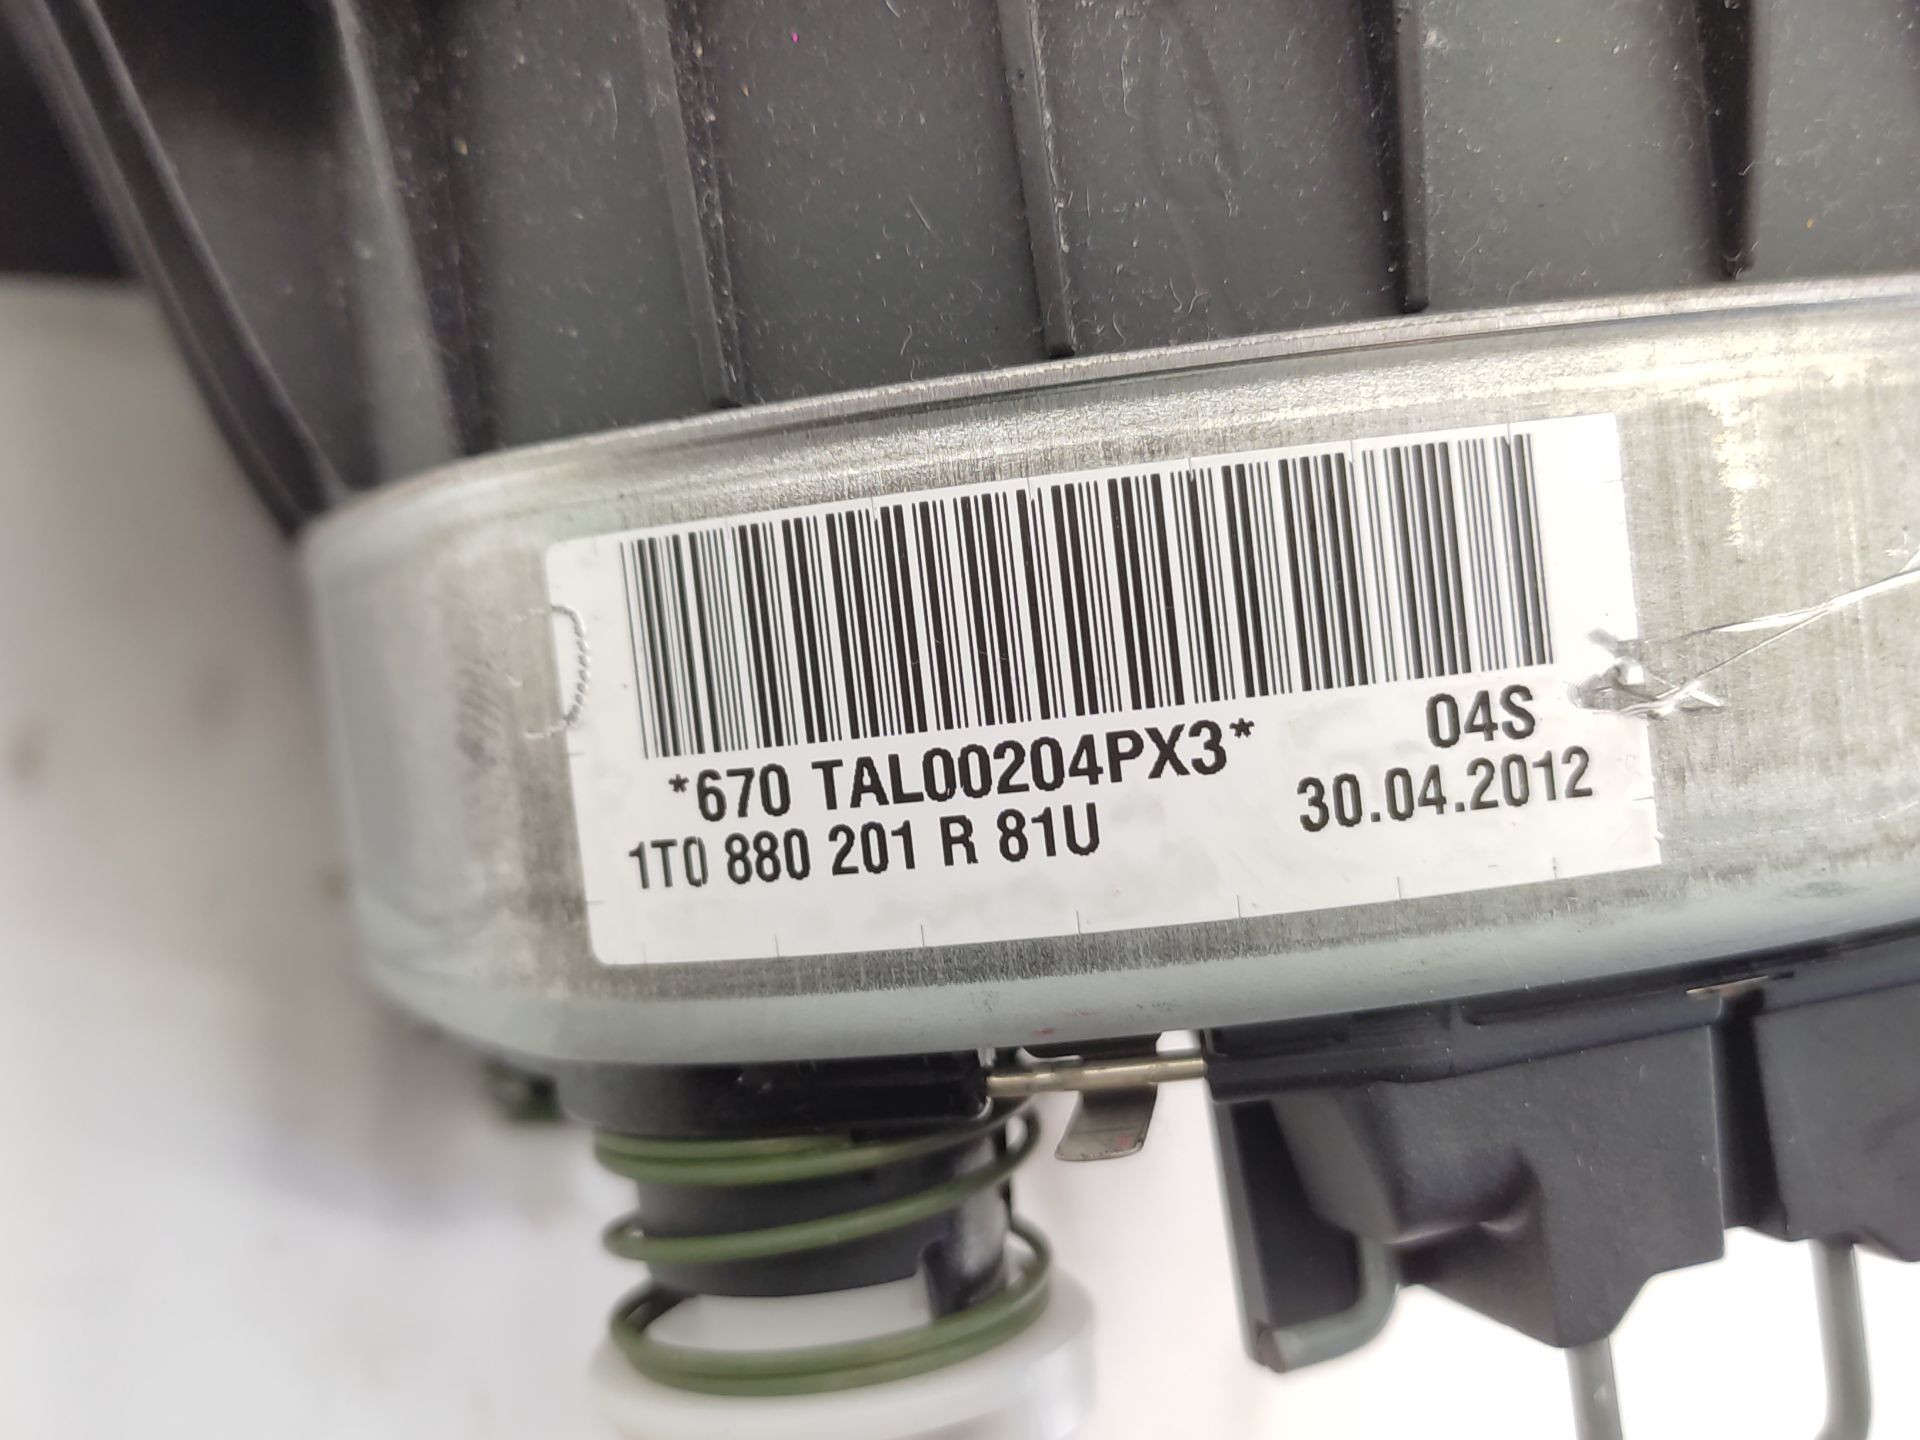 *670 TAL00204PX3* 04S
1T0 880 201 R 81U 30.04.2012